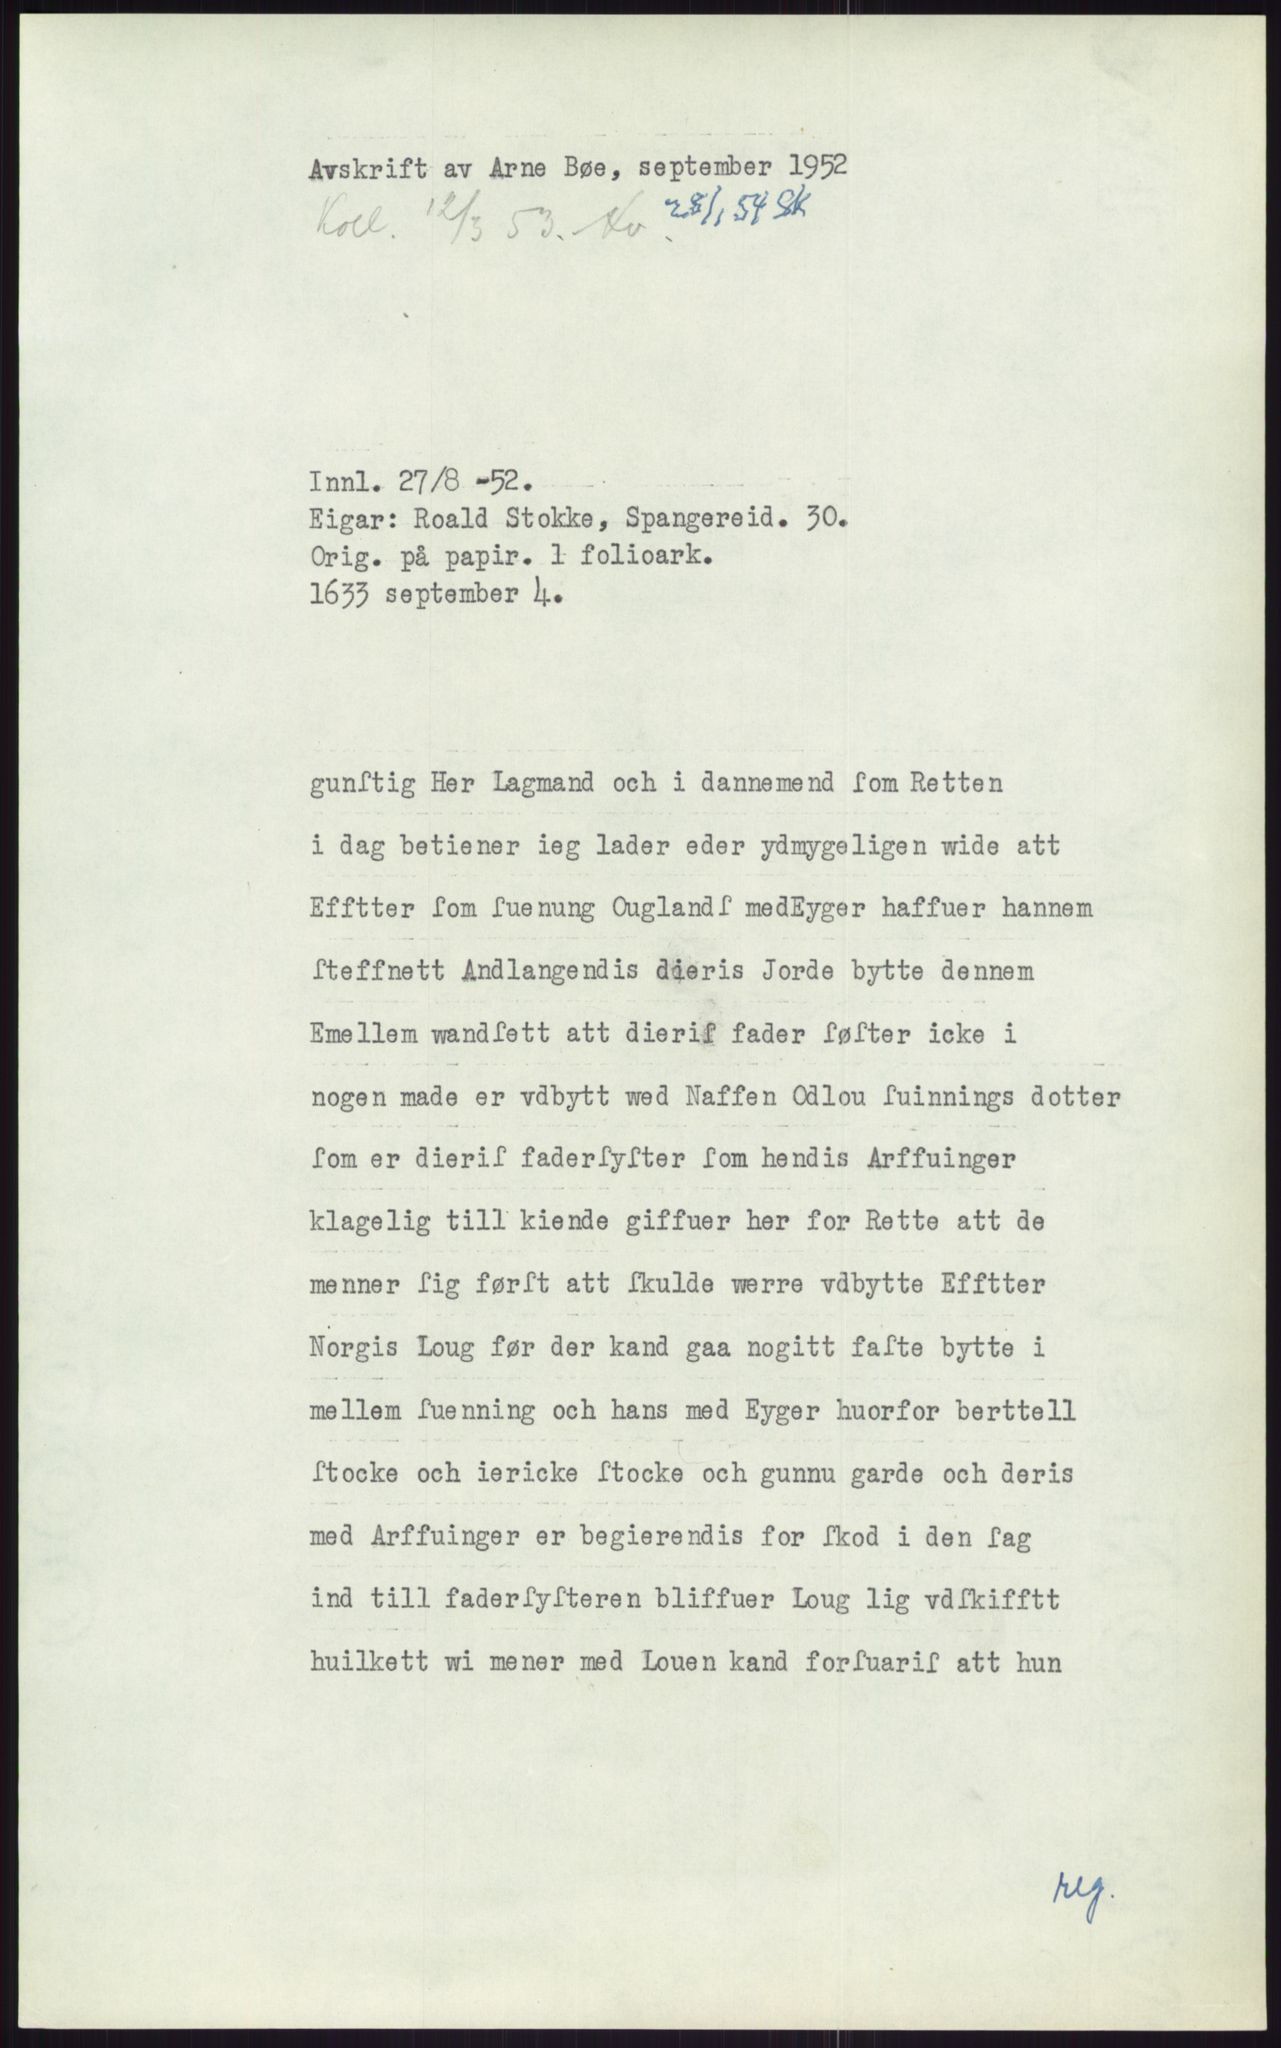 Avskrift av Arne Bøe, september 1952
Koll. 12/3 53. Kv. 28/1 54 SK
Innl. 27/8 -52.
Eigar: Roald Stokke, Spangereid. 30.
Orig. på papir. 1 folioark.
1633 september 4.
gunſtig Her Lagmand och i dannemend ſom Retten
i dag betiener ieg lader eder ydmygeligen wide att
Efftter ſom ſuenung Ouglandſ medEyger haffuer hannem
ſteffnett Andlangendis dieris Jorde bytte dennem
Emellem wandſett att dieriſ fader ſøſter icke i
nogen made er vdbytt wed Naffen Odlou ſuinnings dotter
ſom er dieriſ faderſyſter ſom hendis Arffuinger
klagelig till kiende giffuer her for Rette att de
menner ſig førſt att ſkulde werre vdbytte Efftter
Norgis Loug før der kand gaa nogitt faſte bytte i
mellem ſuenning och hans med Eyger huorfor berttell
ſtocke och iericke ſtocke och gunnu garde och deris
med Arffuinger er begierendis for ſkod i den ſag
ind till faderſyſteren bliffuer Loug lig vdſkifftt
huilkett wi mener med Louen kand forſuariſ att hun
reg.